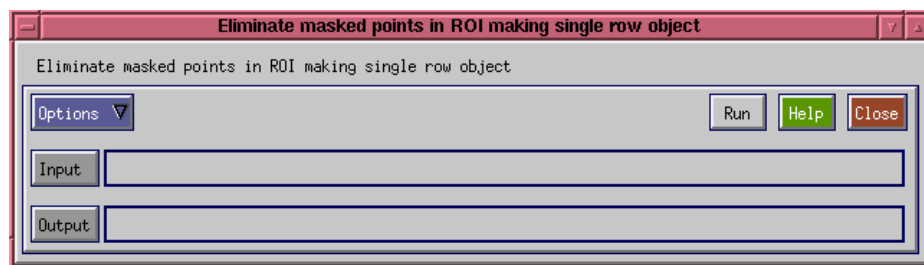 Eliminate masked points in ROI making single row object
Eliminate masked points in ROI making single row object
Options Run Help Close
Input
Output